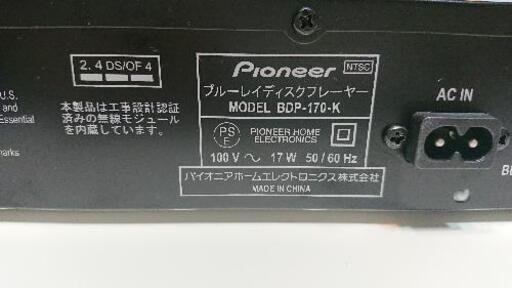 U.S.
and
Essential
marks
2.4 DS/OF 4
本製品は工事設計認証
済みの無線モジュール
を内蔵しています。
Pioneer NTSC
ブルーレイディスクプレーヤー
MODEL BDP-170-K
PS
E
PIONEER HOME
ELECTRONICS
100 V ~ 17 W 50 / 60 Hz
パイオニアホームエレクトロニクス株式会社
MADE IN CHINA
AC IN